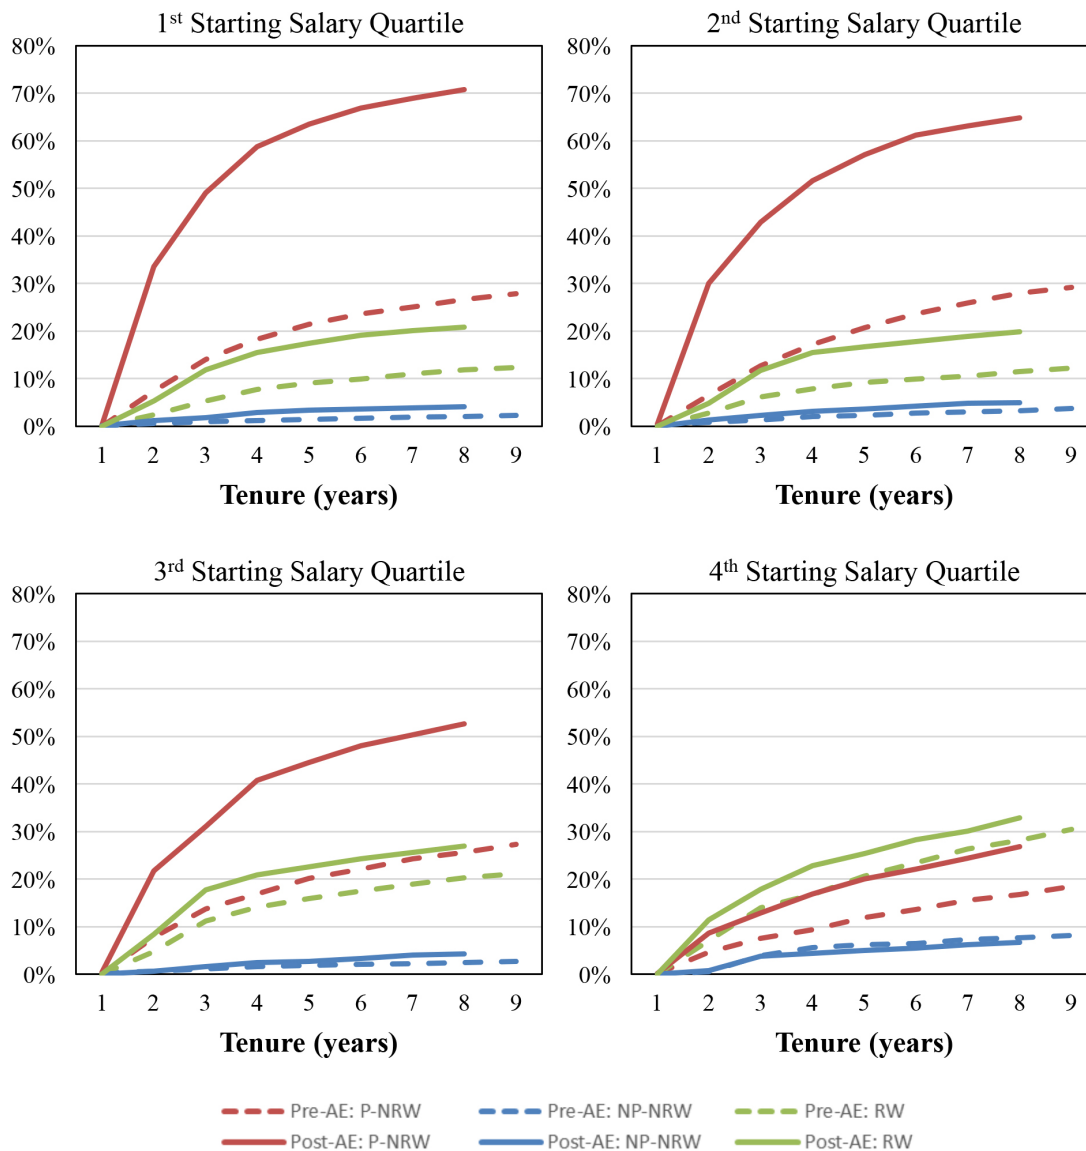 1st Starting Salary Quartile
80%
70%
60%
50%
40%
30%
20%
10%
0%
1 2 3 4 5 6 7 8 9
Tenure (years)
2nd Starting Salary Quartile
80%
70%
60%
50%
40%
30%
20%
10%
0%
1 2 3 4 5 6 7 8 9
Tenure (years)
3rd Starting Salary Quartile
80%
70%
60%
50%
40%
30%
20%
10%
0%
1 2 3 4 5 6 7 8 9
Tenure (years)
4th Starting Salary Quartile
80%
70%
60%
50%
40%
30%
20%
10%
0%
1 2 3 4 5 6 7 8 9
Tenure (years)
Pre-AE: P-NRW Pre-AE: NP-NRW Pre-AE: RW
Post-AE: P-NRW Post-AE: NP-NRW Post-AE: RW